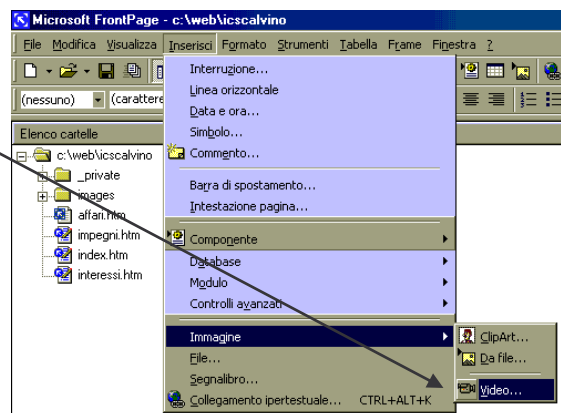 Microsoft FrontPage - c:\web\icscalvino
File Modifica Visualizza Inserisci Formato Strumenti Tabella Frame Finestra ?
(nessuno) (carattere
Elenco cartelle
c:\web\icscalvino
_private
images
affari.htm
impegni.htm
index.htm
interessi.htm
Interruzione...
Linea orizzontale
Data e ora...
Simbolo...
Commento...
Barra di spostamento...
Intestazione pagina...
Componente
Database
Modulo
Controlli avanzati
Immagine
File...
Segnalibro...
Collegamento ipertestuale... CTRL+ALT+K
ClipArt...
Da file...
Video...